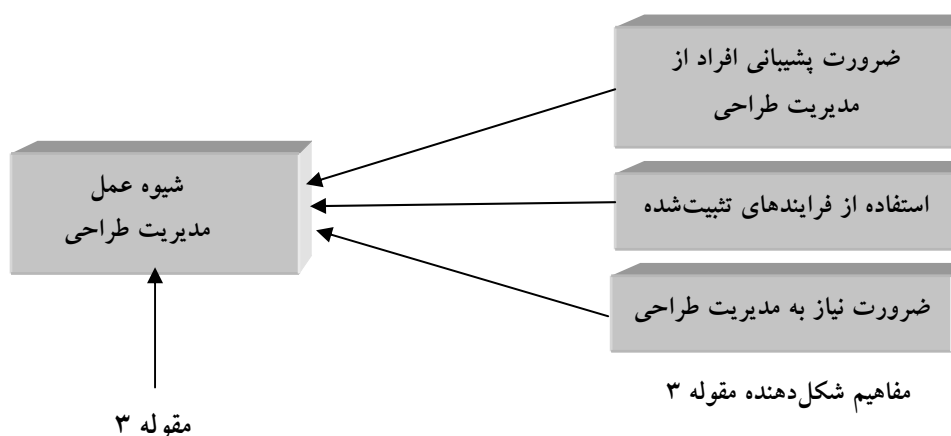 ضرورت پشیبانی افراد از
مدیریت طراحی
استفاده از فرایندهای تثبیت‌شده
ضرورت نیاز به مدیریت طراحی
مفاهیم شکل‌دهنده مقوله ۳
شیوه عمل
مدیریت طراحی
مقوله ۳